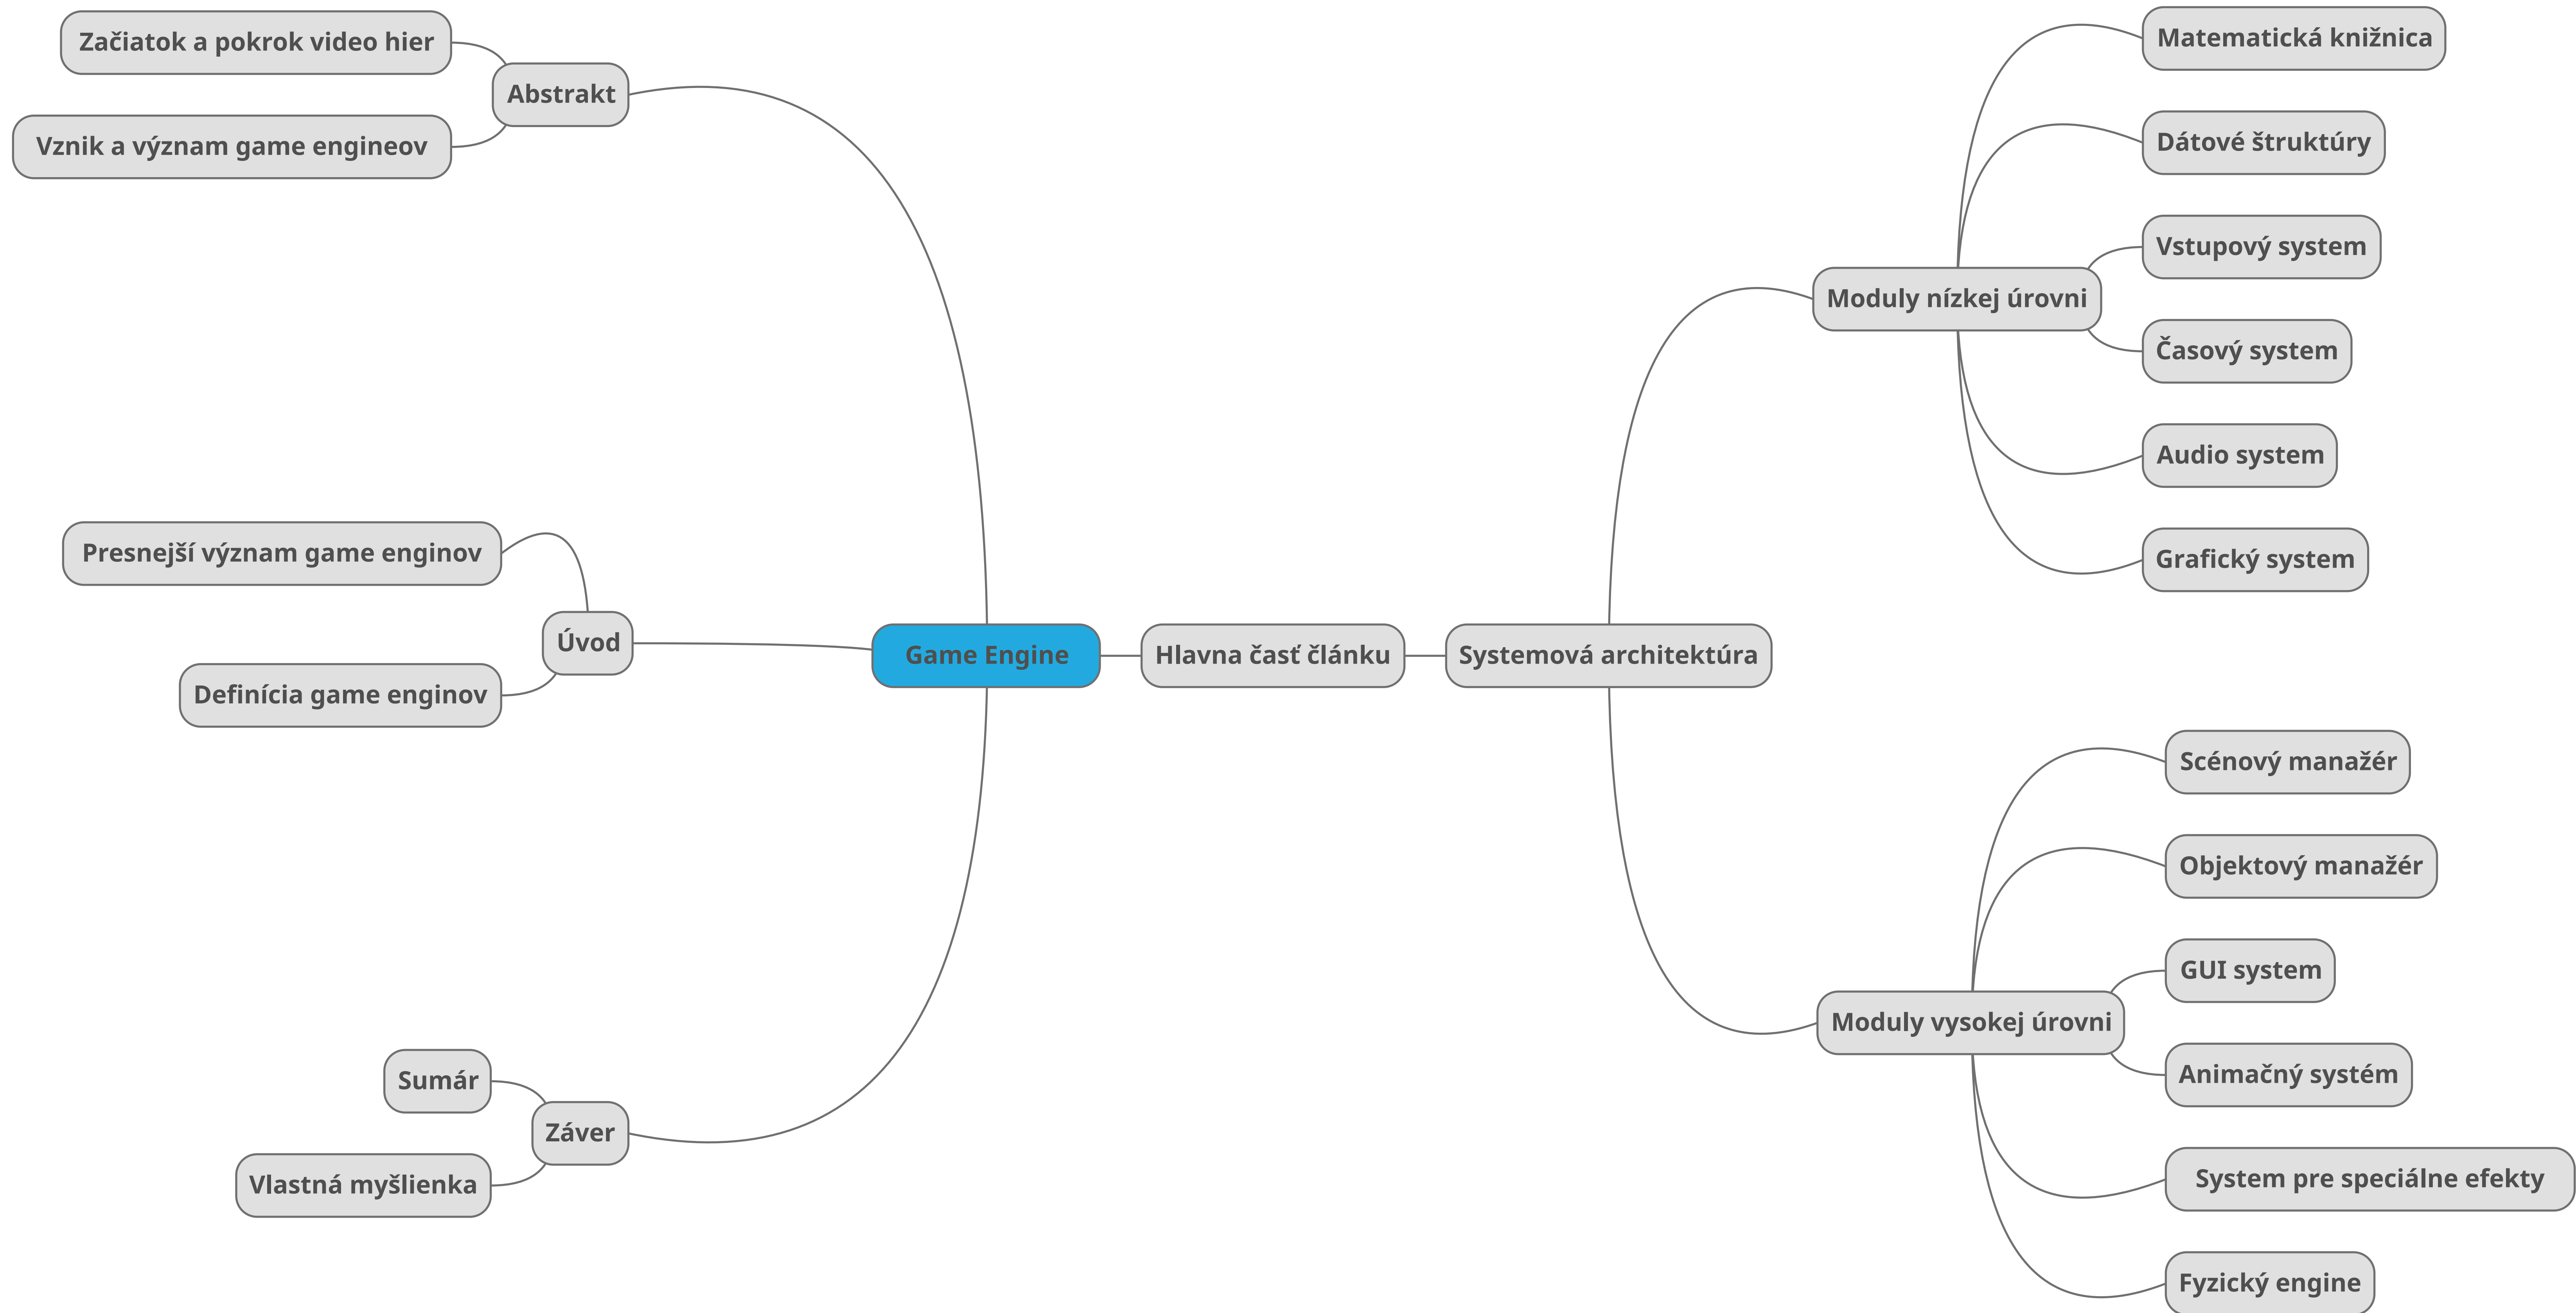 Začiatok a pokrok video hier
Abstrakt
Vznik a význam game engineov
Presnejší význam game enginov
Úvod
Definícia game enginov
Sumár
Záver
Vlastná myšlienka
Game Engine
Hlavna časť článku
Systemová architektúra
Moduly nízkej úrovni
Matematická knižnica
Dátové štruktúry
Vstupový system
Časový system
Audio system
Grafický system
Moduly vysokej úrovni
Scénový manažér
Objektový manažér
GUI system
Animačný systém
System pre speciálne efekty
Fyzický engine